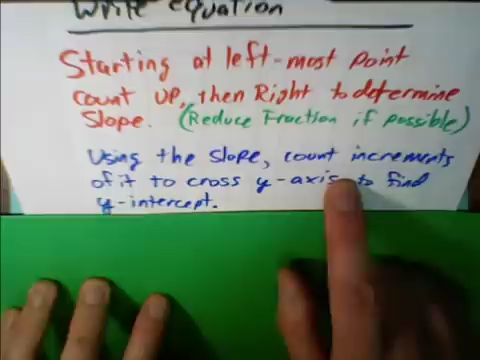 Write equation
Starting at left-most point
count UP, then Right to determine
Slope. (Reduce Fraction if possible)
Using the slope, count increments
of it to cross y-axis to find
y-intercept.